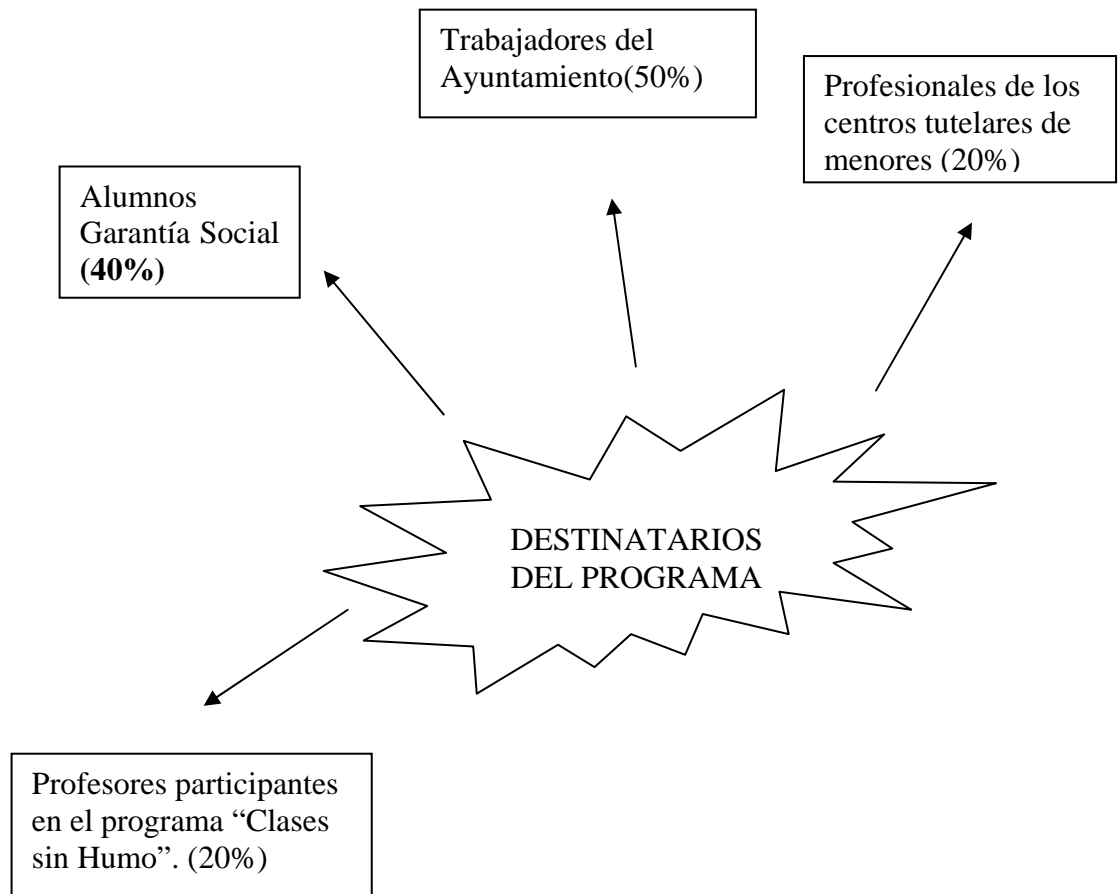 Trabajadores del
Ayuntamiento(50%)
Profesionales de los
centros tutelares de
menores (20%)
Alumnos
Garantía Social
(40%)
DESTINATARIOS
DEL PROGRAMA
Profesores participantes
en el programa “Clases
sin Humo”. (20%)